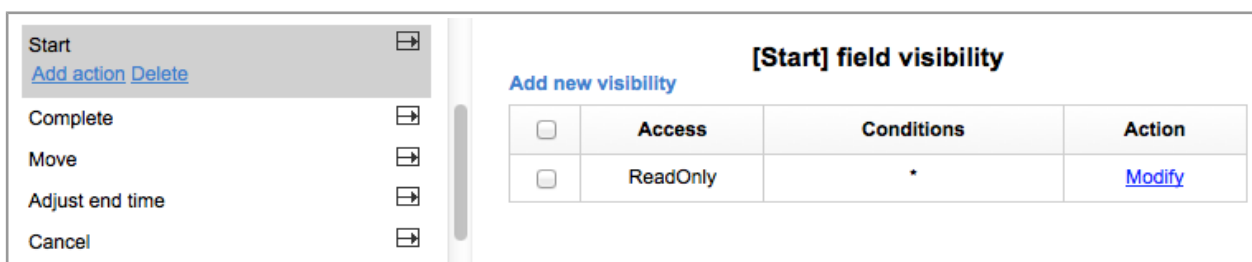 Start
Add action Delete
Complete
Move
Adjust end time
Cancel
[Start] field visibility
Add new visibility
Access Conditions Action
ReadOnly * Modify